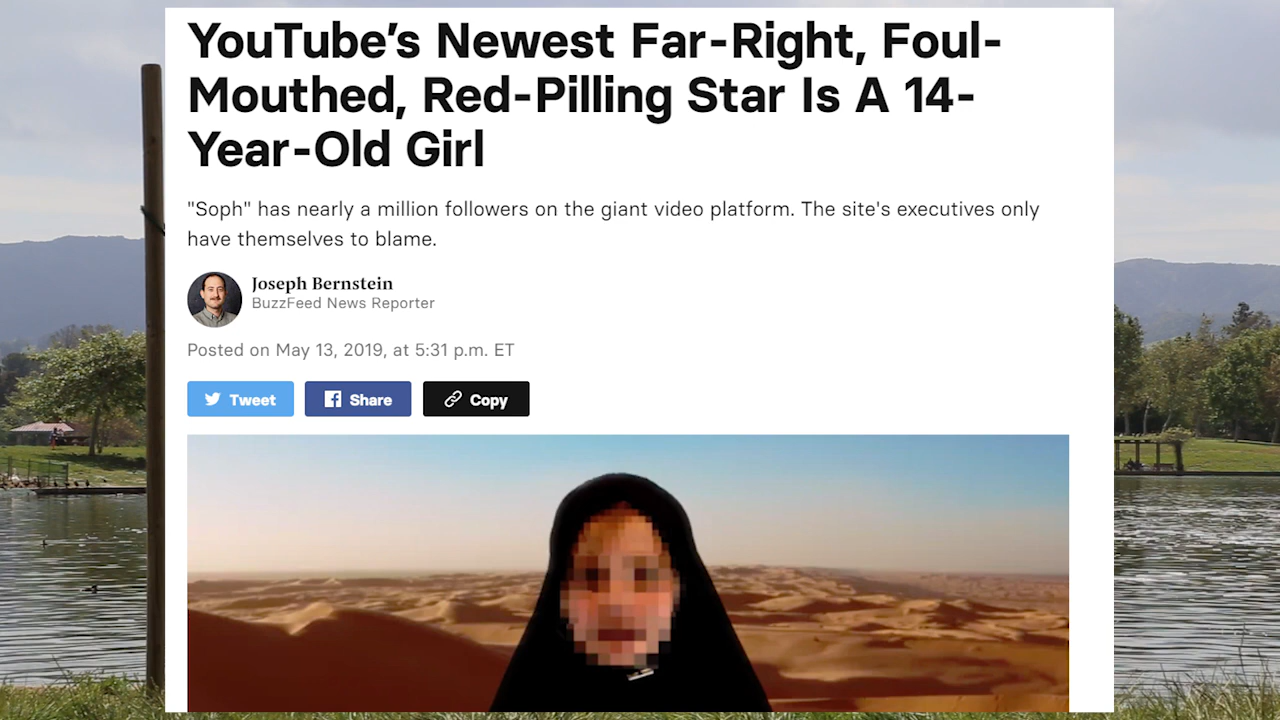 YouTube’s Newest Far-Right, Foul-
Mouthed, Red-Pilling Star Is A 14-
Year-Old Girl
"Soph" has nearly a million followers on the giant video platform. The site's executives only
have themselves to blame.
Joseph Bernstein
BuzzFeed News Reporter
Posted on May 13, 2019, at 5:31 p.m. ET
Tweet Share Copy